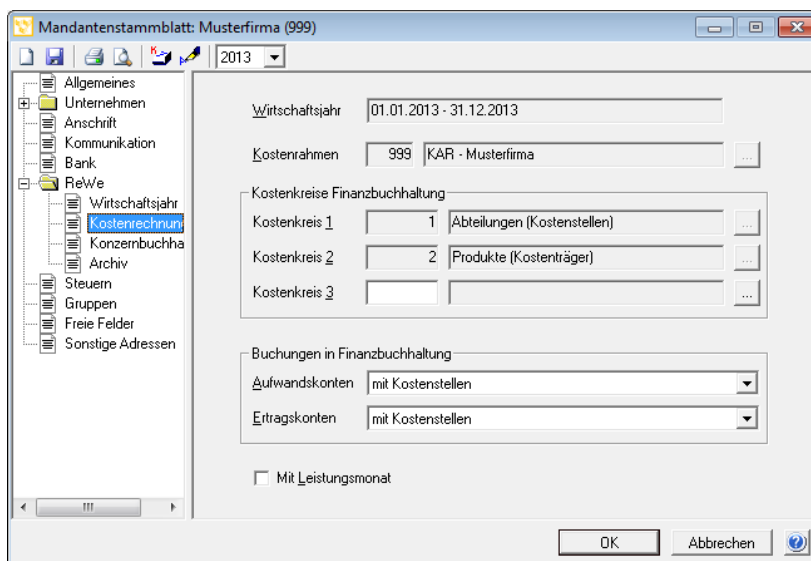 Mandantenstammblatt: Musterfirma (999)
2013
Allgemeines
Unternehmen
Anschrift
Kommunikation
Bank
ReWe
Wirtschaftsjahr
Kostenrechnung
Konzernbuchha
Archiv
Steuern
Gruppen
Freie Felder
Sonstige Adressen
Wirtschaftsjahr 01.01.2013 - 31.12.2013
Kostenrahmen 999 KAR - Musterfirma ...
Kostenkreise Finanzbuchhaltung
Kostenkreis 1 1 Abteilungen (Kostenstellen) ...
Kostenkreis 2 2 Produkte (Kostenträger) ...
Kostenkreis 3 ...
Buchungen in Finanzbuchhaltung
Aufwandskonten mit Kostenstellen
Ertragskonten mit Kostenstellen
Mit Leistungsmonat
OK Abbrechen ?